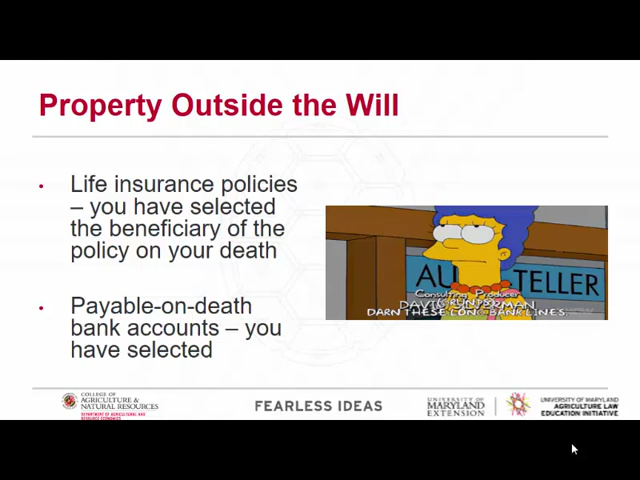 Property Outside the Will
• Life insurance policies
– you have selected
the beneficiary of the
policy on your death
• Payable-on-death
bank accounts – you
have selected
AU TELLER
Consulting Producer
DAVID SILVERMAN
DARN THESE LONG BANK LINES
COLLEGE OF
AGRICULTURE &
NATURAL RESOURCES
DEPARTMENT OF AGRICULTURAL AND
RESOURCE ECONOMICS
FEARLESS IDEAS
UNIVERSITY OF
MARYLAND
EXTENSION
UNIVERSITY OF MARYLAND
AGRICULTURE LAW
EDUCATION INITIATIVE